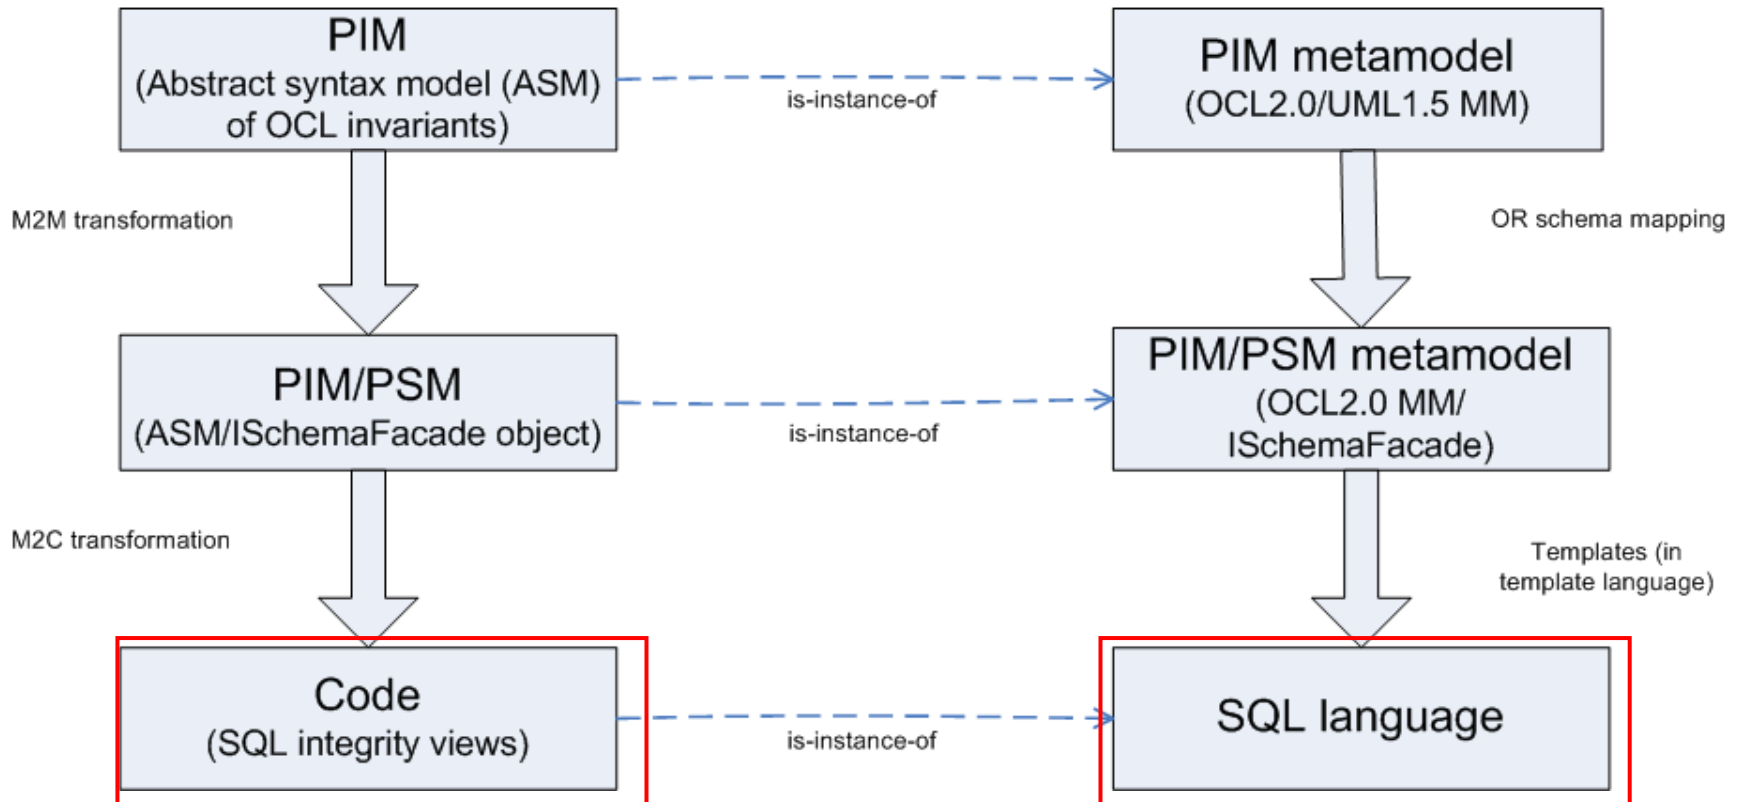 PIM
(Abstract syntax model (ASM)
of OCL invariants)
is-instance-of
PIM metamodel
(OCL2.0/UML1.5 MM)
M2M transformation
OR schema mapping
PIM/PSM
(ASM/ISchemaFacade object)
is-instance-of
PIM/PSM metamodel
(OCL2.0 MM/
ISchemaFacade)
M2C transformation
Templates (in
template language)
Code
(SQL integrity views)
is-instance-of
SQL language